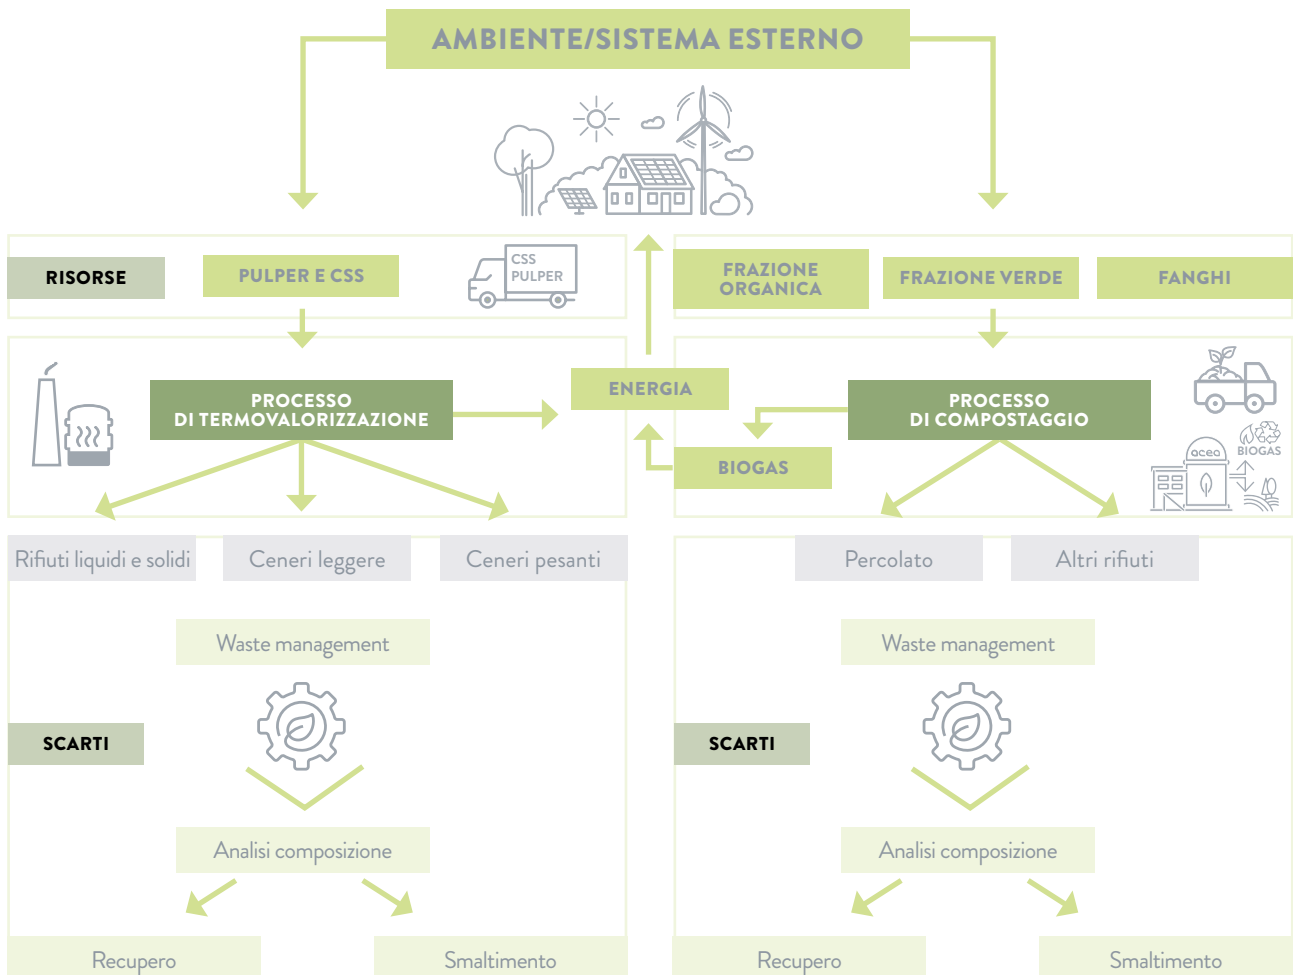 AMBIENTE/SISTEMA ESTERNO
RISORSE
PULPER E CSS
CSS
PULPER
FRAZIONE
ORGANICA
FRAZIONE VERDE
FANGHI
PROCESSO
DI TERMOVALORIZZAZIONE
ENERGIA
PROCESSO
DI COMPOSTAGGIO
BIOGAS
acea
BIOGAS
Rifiuti liquidi e solidi
Ceneri leggere
Ceneri pesanti
Percolato
Altri rifiuti
Waste management
Waste management
SCARTI
SCARTI
Analisi composizione
Analisi composizione
Recupero
Smaltimento
Recupero
Smaltimento